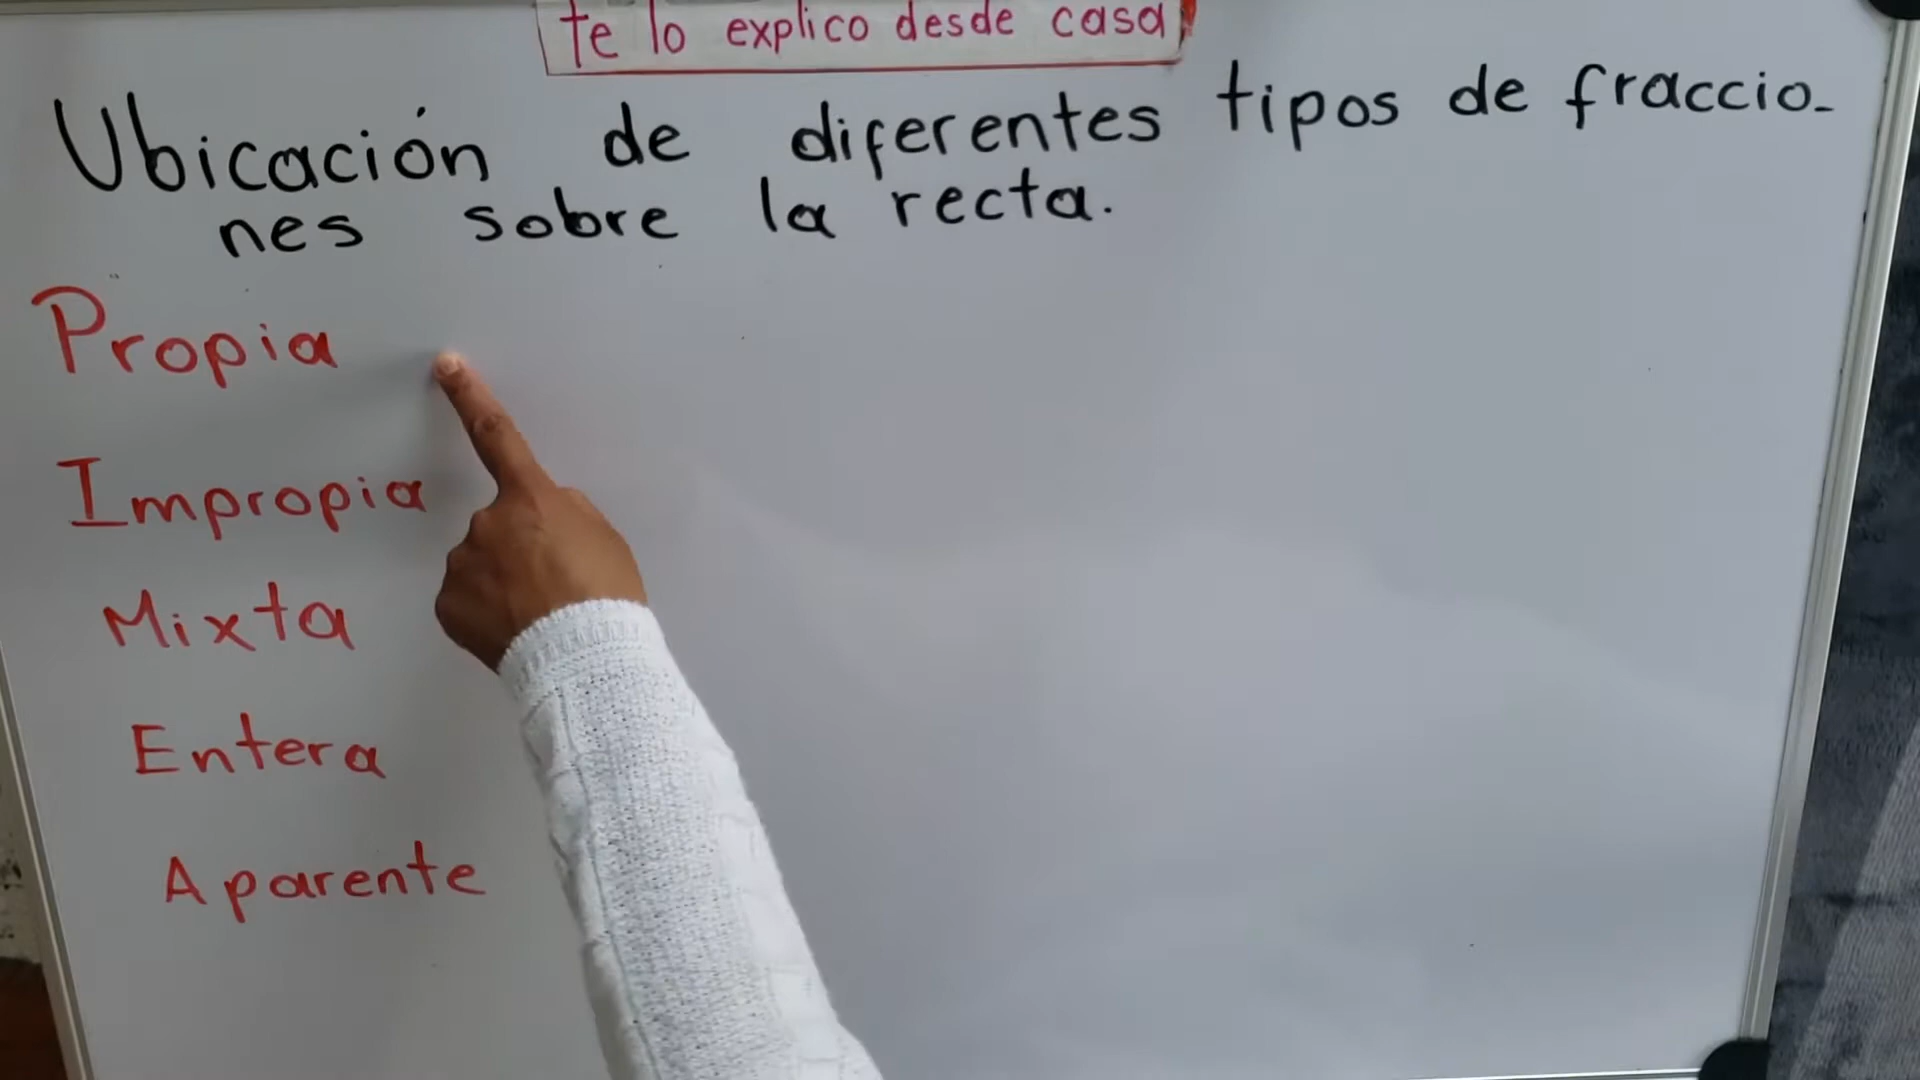 te lo explico desde casa
Ubicación de diferentes tipos de fraccio-
nes sobre la recta.
Propia
Impropia
Mixta
Entera
Aparente